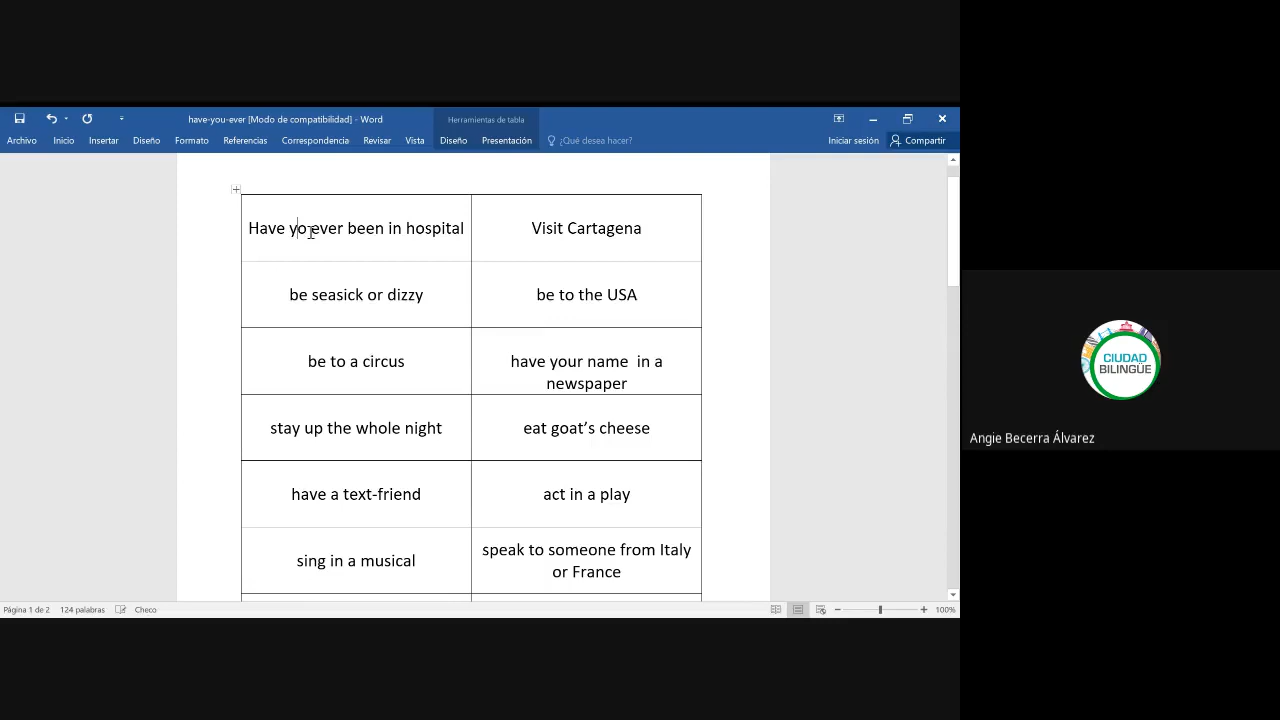 have-you-ever [Modo de compatibilidad] - Word
Herramientas de tabla
Archivo Inicio Insertar Diseño Formato Referencias Correspondencia Revisar Vista Diseño Presentación ¿Qué desea hacer? Iniciar sesión Compartir
Have yo ever been in hospital
Visit Cartagena
be seasick or dizzy
be to the USA
be to a circus
have your name in a
newspaper
stay up the whole night
eat goat’s cheese
have a text-friend
act in a play
sing in a musical
speak to someone from Italy
or France
Página 1 de 2 124 palabras Checo 100%
CIUDAD
BILINGÜE
Angie Becerra Álvarez